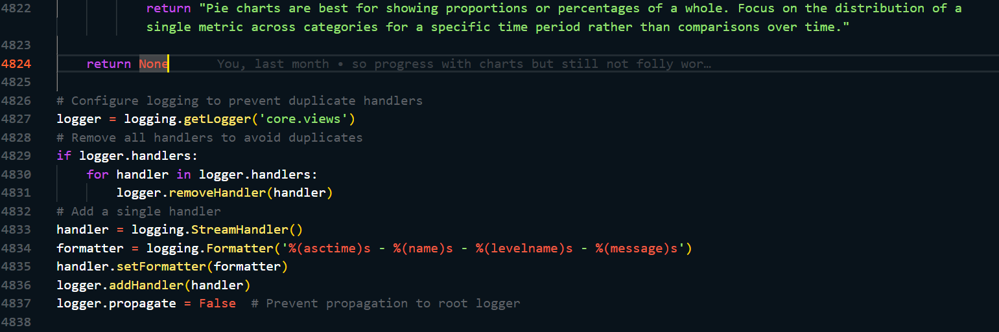 4822 return "Pie charts are best for showing proportions or percentages of a whole. Focus on the distribution of a
single metric across categories for a specific time period rather than comparisons over time."
4823
4824 return None You, last month • so progress with charts but still not folly wor…
4825
4826 # Configure logging to prevent duplicate handlers
4827 logger = logging.getLogger('core.views')
4828 # Remove all handlers to avoid duplicates
4829 if logger.handlers:
4830 for handler in logger.handlers:
4831 logger.removeHandler(handler)
4832 # Add a single handler
4833 handler = logging.StreamHandler()
4834 formatter = logging.Formatter('%(asctime)s - %(name)s - %(levelname)s - %(message)s')
4835 handler.setFormatter(formatter)
4836 logger.addHandler(handler)
4837 logger.propagate = False # Prevent propagation to root logger
4838